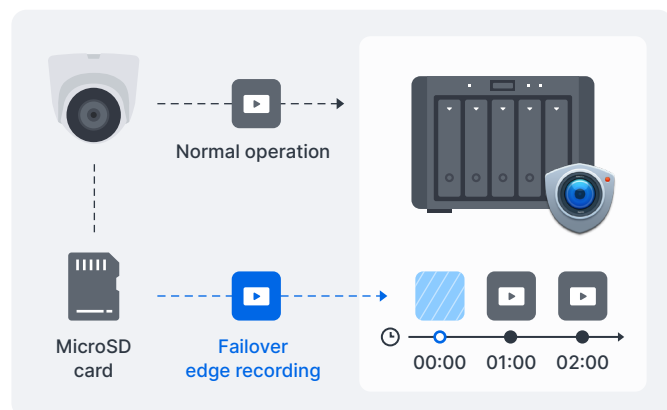 Normal operation
MicroSD
card
Failover
edge recording
00:00 01:00 02:00